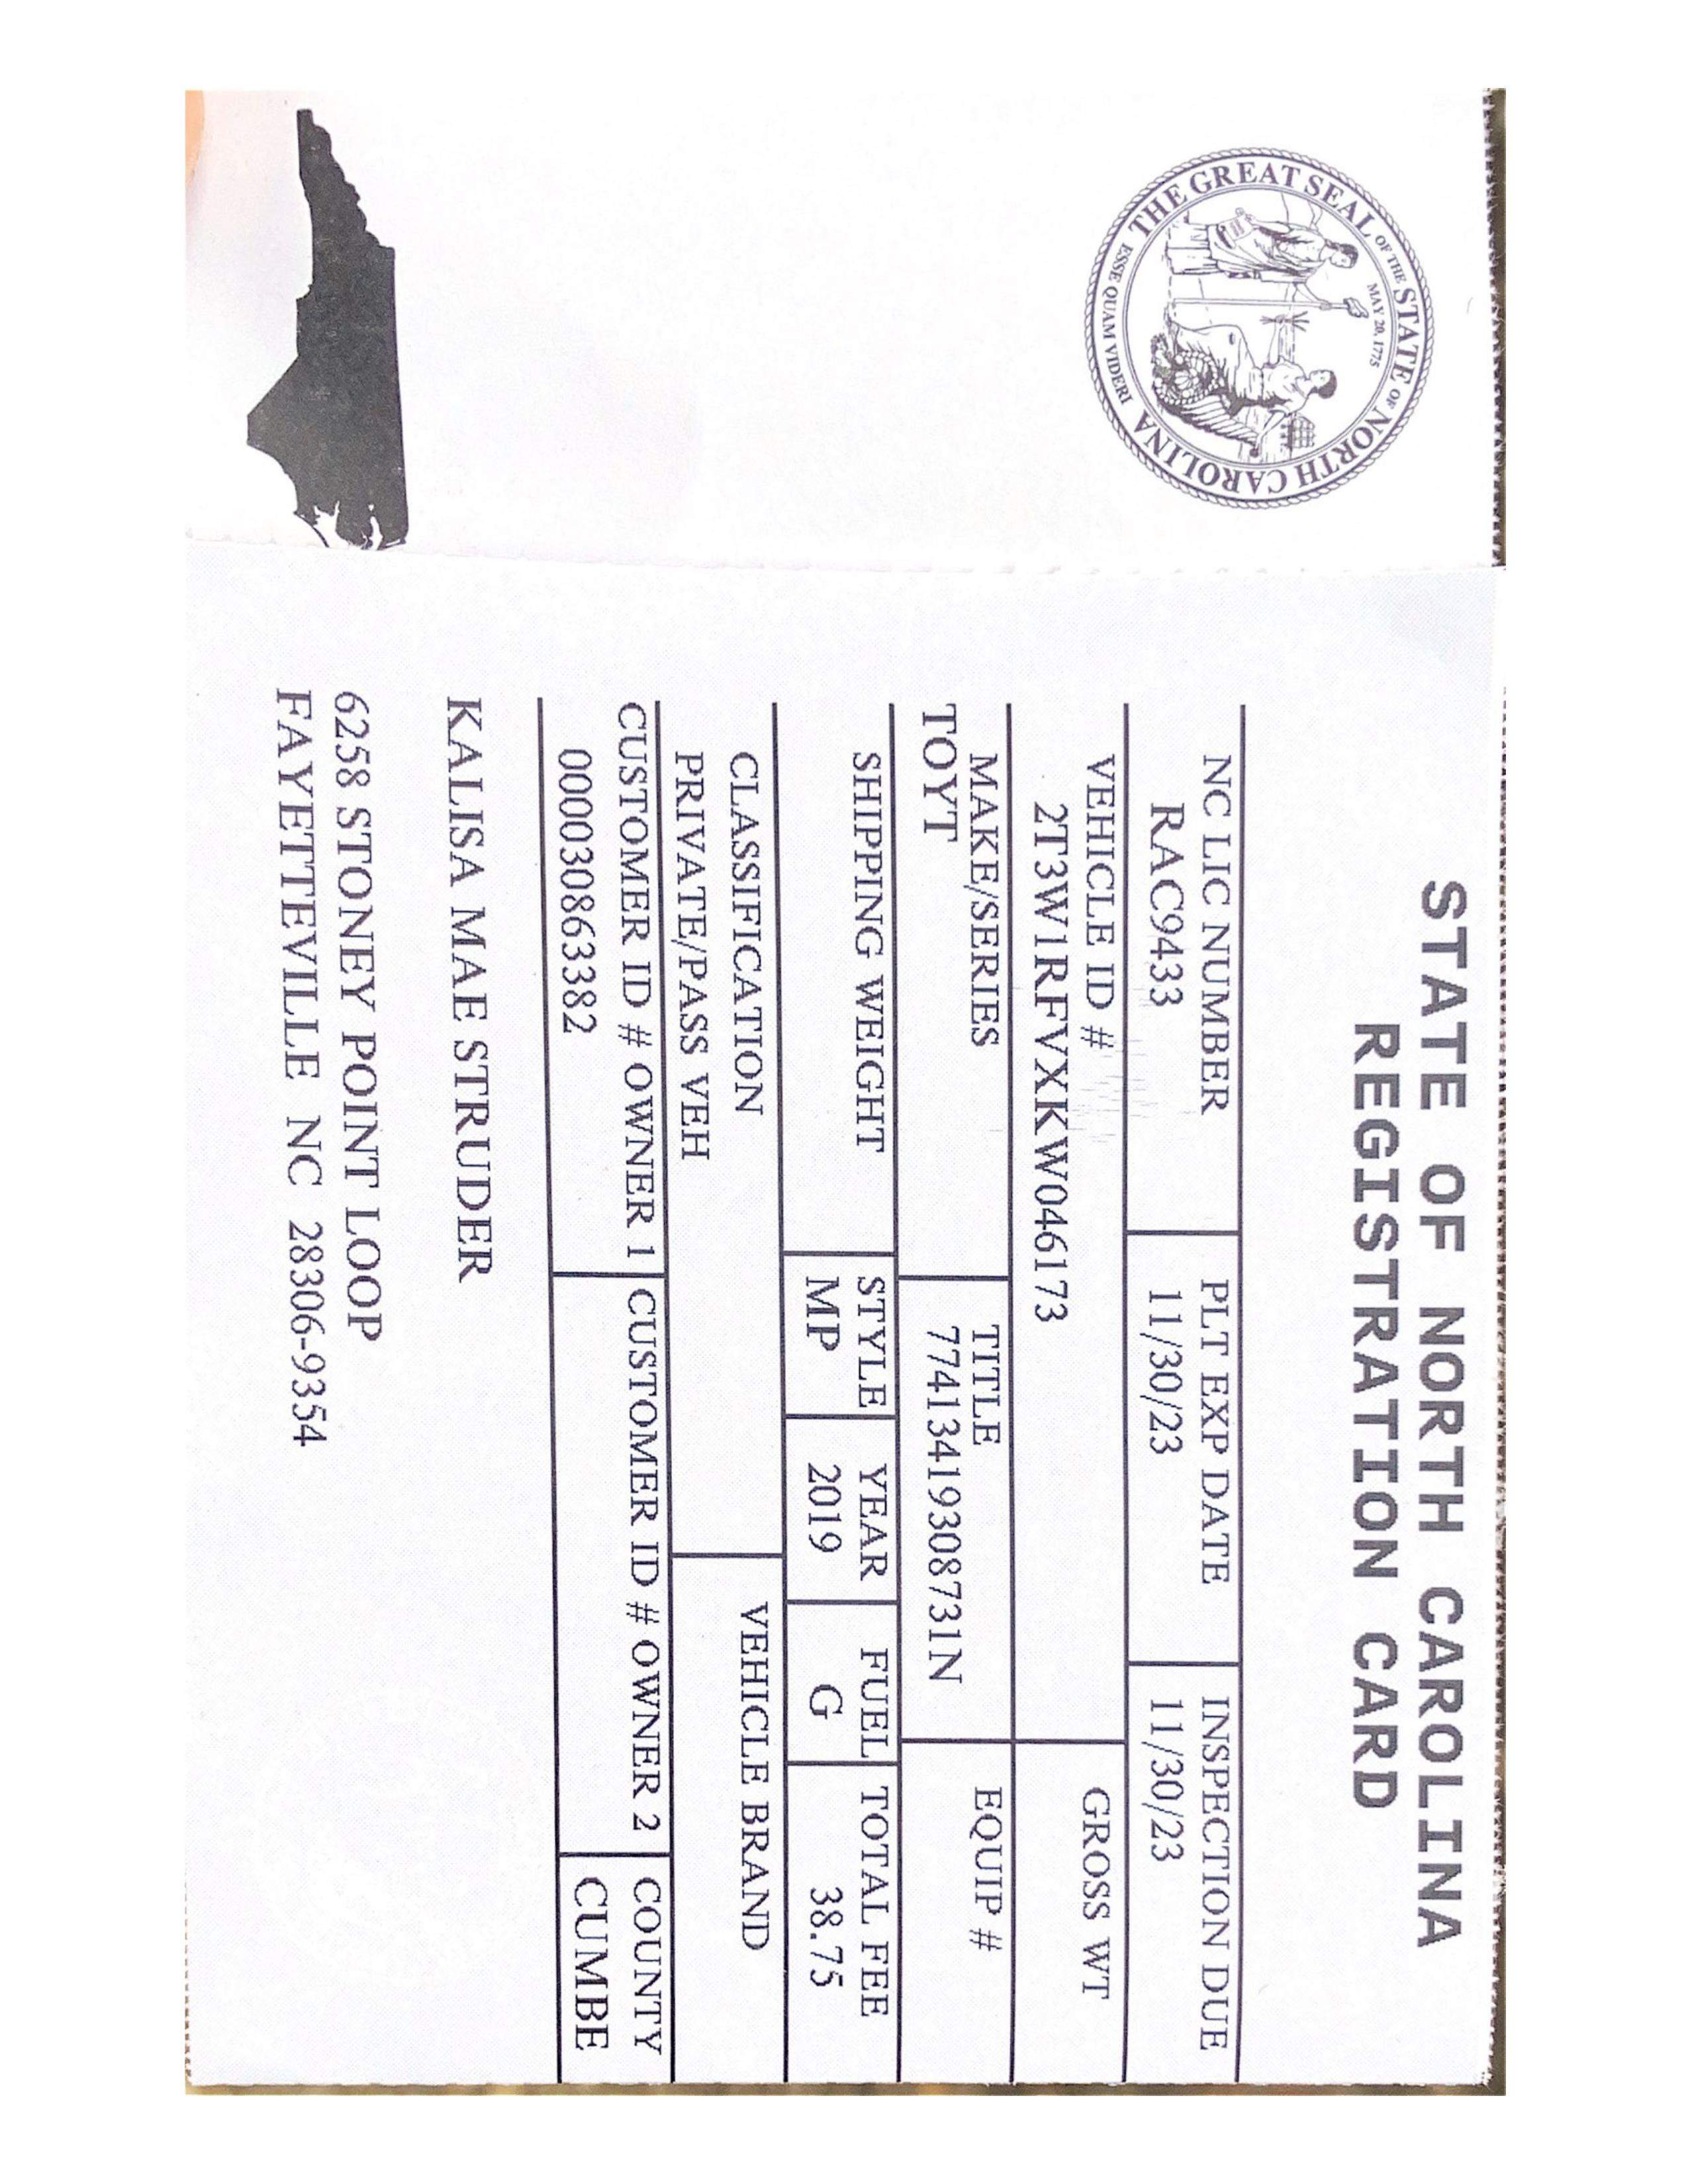 THE GREAT SEAL OF THE STATE OF NORTH CAROLINA
MAY 20, 1775
ESSE QUAM VIDERI
STATE OF NORTH CAROLINA
REGISTRATION CARD
NC LIC NUMBER PLT EXP DATE INSPECTION DUE
RAC9433 11/30/23 11/30/23
VEHICLE ID # GROSS WT
2T3W1RFVXKW046173
MAKE/SERIES TITLE EQUIP #
TOYT 77413419308731N
SHIPPING WEIGHT STYLE YEAR FUEL TOTAL FEE
MP 2019 G 38.75
CLASSIFICATION VEHICLE BRAND
PRIVATE/PASS VEH
CUSTOMER ID # OWNER 1 CUSTOMER ID # OWNER 2 COUNTY
000030863382 CUMBE
KALISA MAE STRUDER
6258 STONEY POINT LOOP
FAYETTEVILLE NC 28306-9354